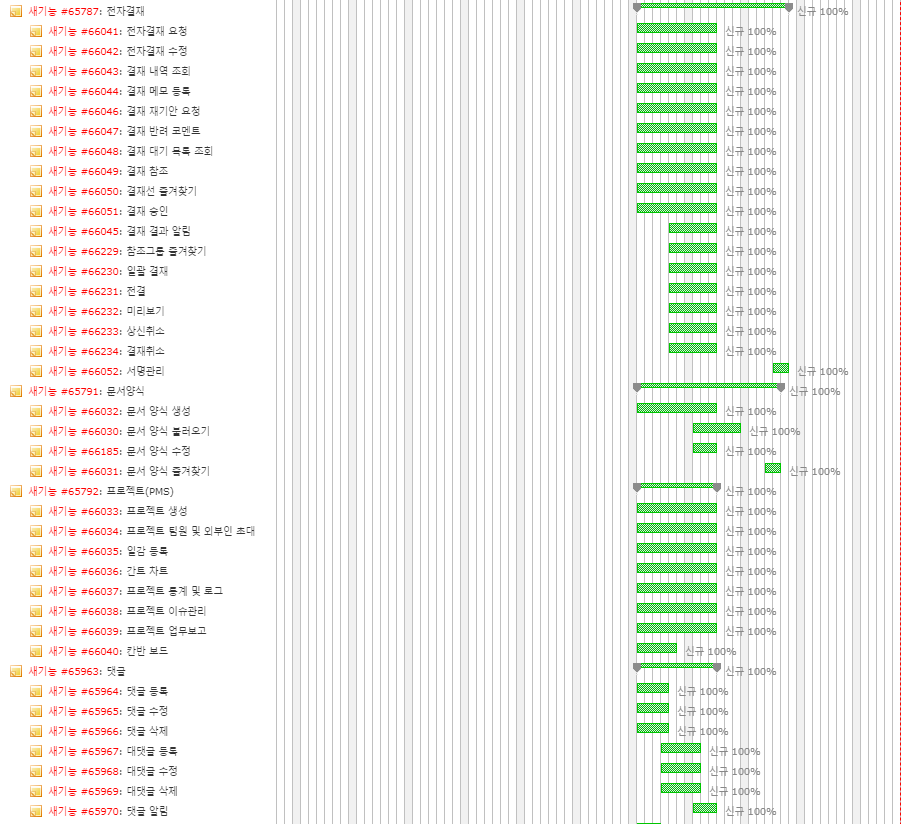 새기능 #65787: 전자결재 신규 100%
새기능 #66041: 전자결재 요청 신규 100%
새기능 #66042: 전자결재 수정 신규 100%
새기능 #66043: 결재 내역 조회 신규 100%
새기능 #66044: 결재 메모 등록 신규 100%
새기능 #66046: 결재 재기안 요청 신규 100%
새기능 #66047: 결재 반려 코멘트 신규 100%
새기능 #66048: 결재 대기 목록 조회 신규 100%
새기능 #66049: 결재 참조 신규 100%
새기능 #66050: 결재선 즐겨찾기 신규 100%
새기능 #66051: 결재 승인 신규 100%
새기능 #66045: 결재 결과 알림 신규 100%
새기능 #66229: 참조그룹 즐겨찾기 신규 100%
새기능 #66230: 일괄 결재 신규 100%
새기능 #66231: 전결 신규 100%
새기능 #66232: 미리보기 신규 100%
새기능 #66233: 상신취소 신규 100%
새기능 #66234: 결재취소 신규 100%
새기능 #66052: 서명관리 신규 100%
새기능 #65791: 문서양식 신규 100%
새기능 #66032: 문서 양식 생성 신규 100%
새기능 #66030: 문서 양식 불러오기 신규 100%
새기능 #66185: 문서 양식 수정 신규 100%
새기능 #66031: 문서 양식 즐겨찾기 신규 100%
새기능 #65792: 프로젝트(PMS) 신규 100%
새기능 #66033: 프로젝트 생성 신규 100%
새기능 #66034: 프로젝트 팀원 및 외부인 초대 신규 100%
새기능 #66035: 일감 등록 신규 100%
새기능 #66036: 간트 차트 신규 100%
새기능 #66037: 프로젝트 통계 및 로그 신규 100%
새기능 #66038: 프로젝트 이슈관리 신규 100%
새기능 #66039: 프로젝트 업무보고 신규 100%
새기능 #66040: 칸반 보드 신규 100%
새기능 #65963: 댓글 신규 100%
새기능 #65964: 댓글 등록 신규 100%
새기능 #65965: 댓글 수정 신규 100%
새기능 #65966: 댓글 삭제 신규 100%
새기능 #65967: 대댓글 등록 신규 100%
새기능 #65968: 대댓글 수정 신규 100%
새기능 #65969: 대댓글 삭제 신규 100%
새기능 #65970: 댓글 알림 신규 100%